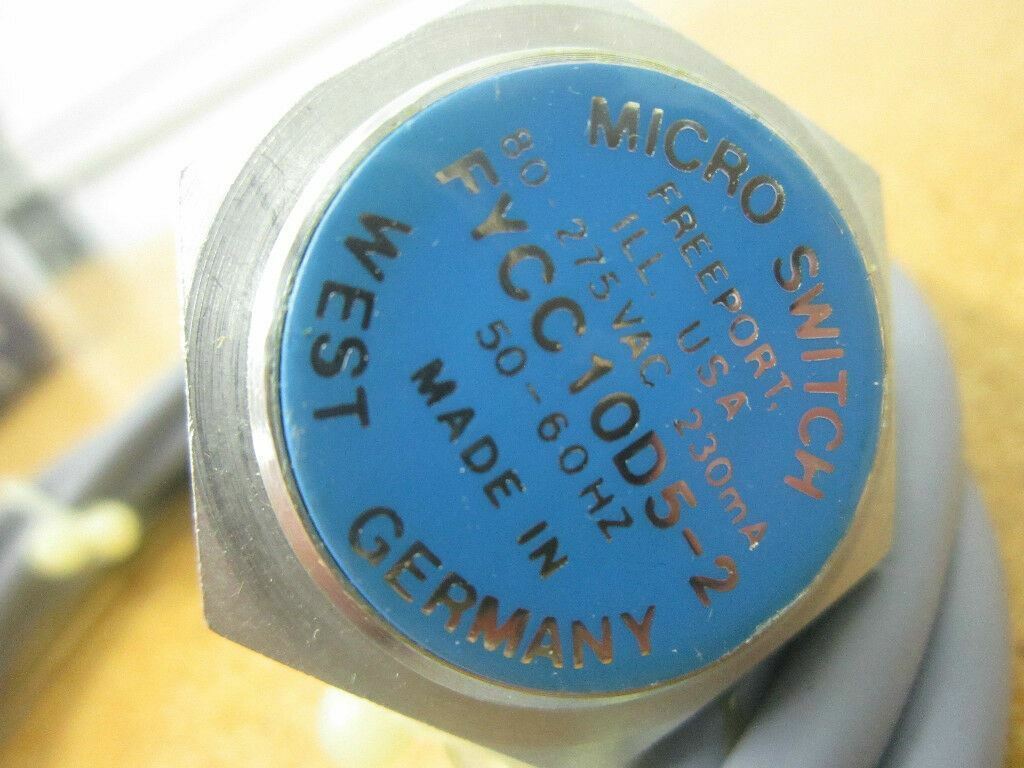 MICRO SWITCH
FREEPORT,
ILL. USA
80 275VAC 230mA
FYCC10D5-2
50-60HZ
MADE IN
WEST GERMANY